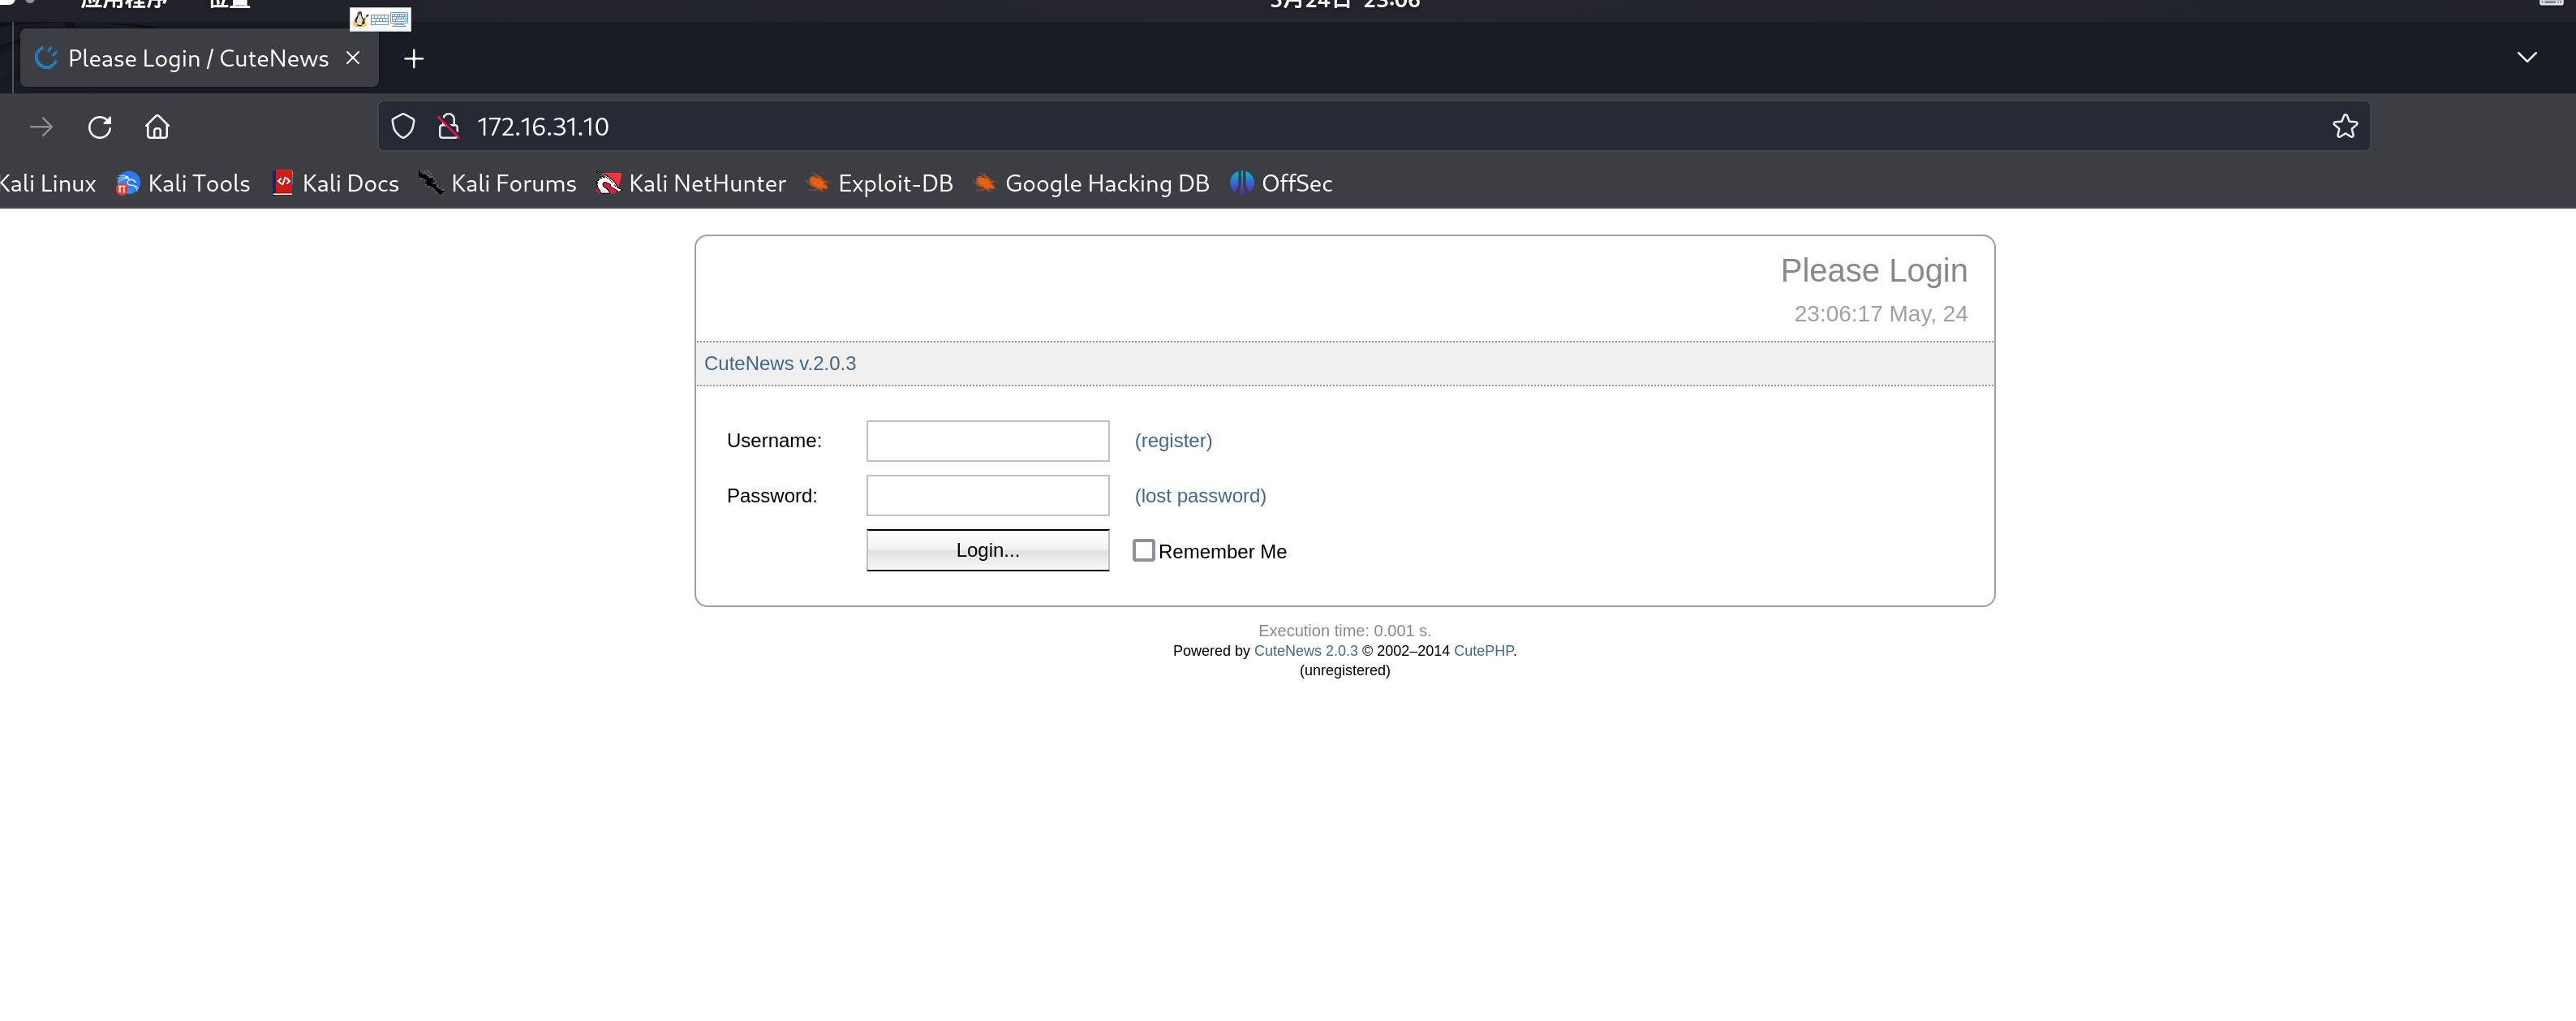 应用程序 位置 5月24日 23:06
Please Login / CuteNews
172.16.31.10
Kali Linux Kali Tools Kali Docs Kali Forums Kali NetHunter Exploit-DB Google Hacking DB OffSec
Please Login
23:06:17 May, 24
CuteNews v.2.0.3
Username: (register)
Password: (lost password)
Login... Remember Me
Execution time: 0.001 s.
Powered by CuteNews 2.0.3 © 2002–2014 CutePHP.
(unregistered)